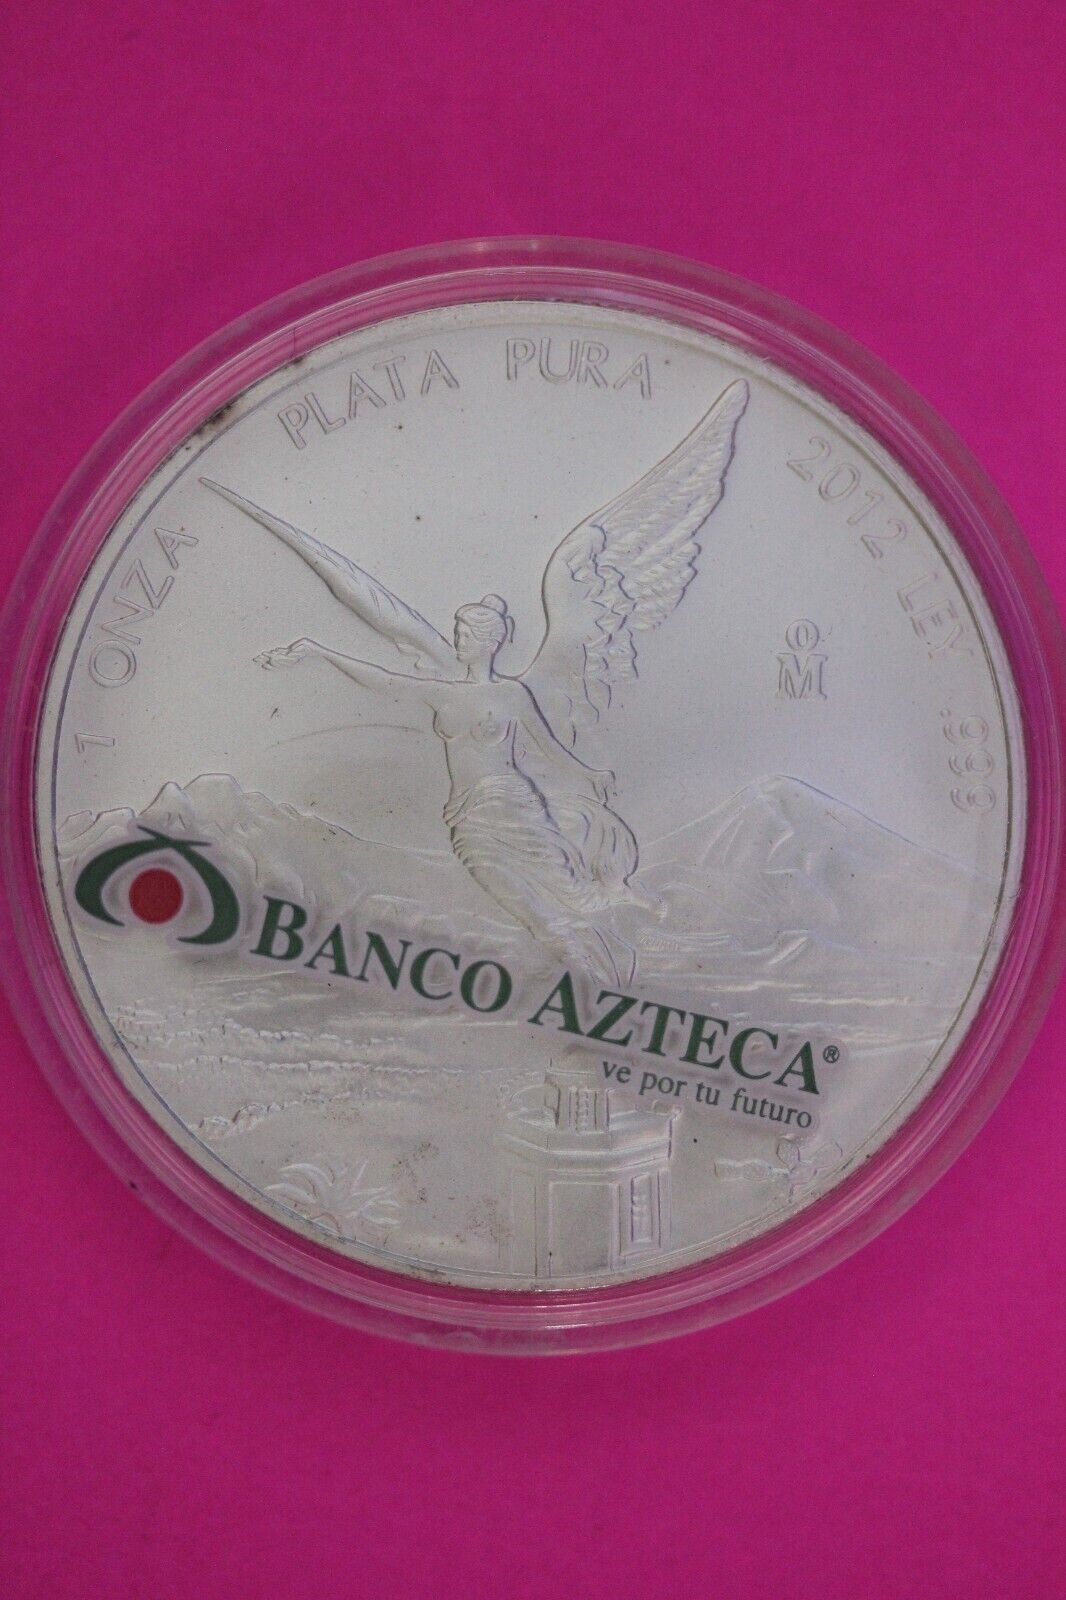 1 ONZA PLATA PURA 2012 LEY .999
Mo
BANCO AZTECA®
ve por tu futuro